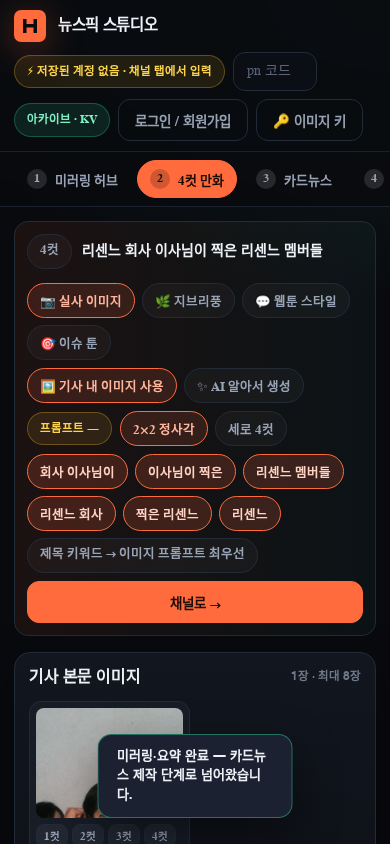 H 뉴스픽 스튜디오
⚡ 저장된 계정 없음 · 채널 탭에서 입력 pn 코드
아카이브 · KV 로그인 / 회원가입 🔑 이미지 키
1 미러링 허브 2 4컷 만화 3 카드뉴스 4
4컷 리센느 회사 이사님이 찍은 리센느 멤버들
📷 실사 이미지 🌿 지브리풍 💬 웹툰 스타일
🎯 이슈 툰
🖼️ 기사 내 이미지 사용 ✨ AI 알아서 생성
프롬프트 — 2×2 정사각 세로 4컷
회사 이사님이 이사님이 찍은 리센느 멤버들
리센느 회사 찍은 리센느 리센느
제목 키워드 → 이미지 프롬프트 최우선
채널로 →
기사 본문 이미지 1장 · 최대 8장
미러링·요약 완료 — 카드뉴
스 제작 단계로 넘어왔습니
다.
1컷 2컷 3컷 4컷